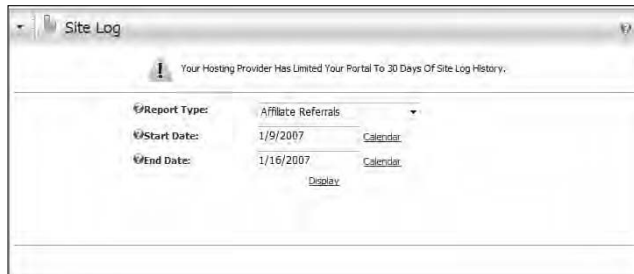 Site Log
Your Hosting Provider Has Limited Your Portal To 30 Days Of Site Log History.
Report Type: Affiliate Referrals
Start Date: 1/9/2007 Calendar
End Date: 1/16/2007 Calendar
Display